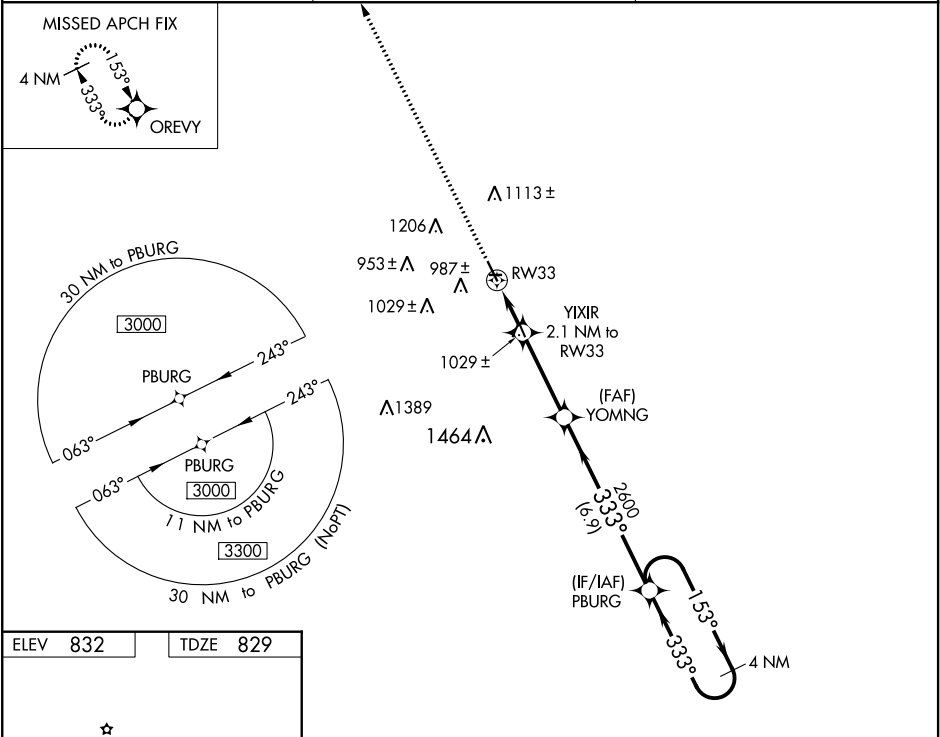 MISSED APCH FIX
4 NM
153°
333°
OREVY
1113 ±
1206
953 ±
987 ±
RW33
1029 ±
YIXIR
2.1 NM to
RW33
1029 ±
30 NM to PBURG
3000
243°
PBURG
063°
243°
PBURG
063°
3000
11 NM to PBURG
3300
30 NM to PBURG (NoPT)
1389
1464
(FAF)
YOMNG
2600
333°
(6.9)
(IF/IAF)
PBURG
153°
333°
4 NM
ELEV 832
TDZE 829